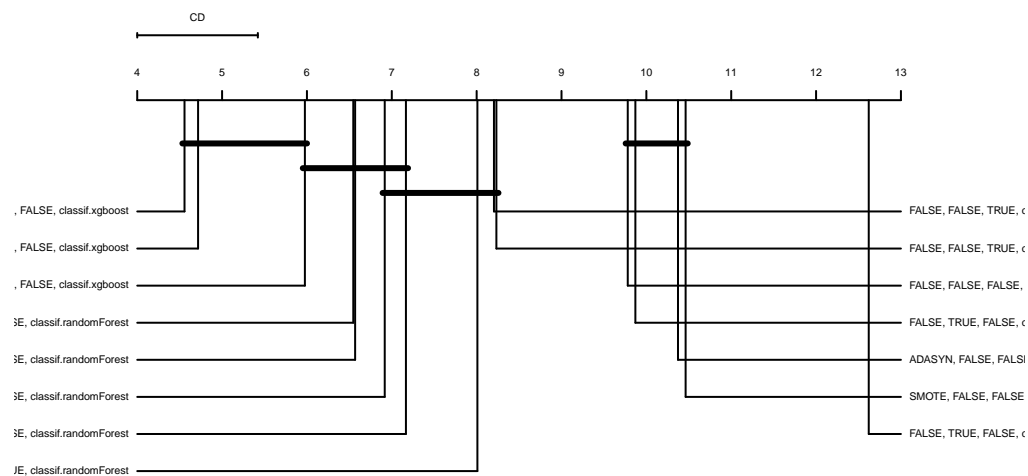 CD
4 5 6 7 8 9 10 11 12 13
, FALSE, classif.xgboost
FALSE, FALSE, TRUE, c
, FALSE, classif.xgboost
FALSE, FALSE, TRUE, c
, FALSE, classif.xgboost
FALSE, FALSE, FALSE,
SE, classif.randomForest
FALSE, TRUE, FALSE, c
SE, classif.randomForest
ADASYN, FALSE, FALSE
SE, classif.randomForest
SMOTE, FALSE, FALSE
SE, classif.randomForest
FALSE, TRUE, FALSE, c
UE, classif.randomForest